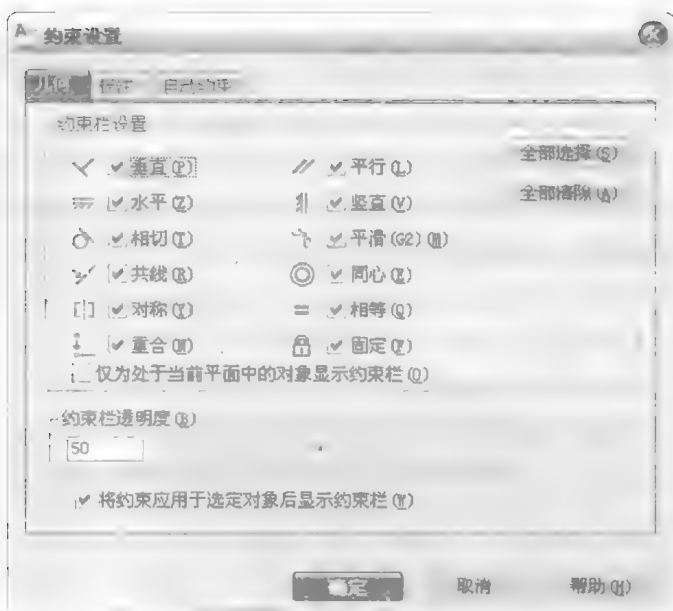 约束设置
几何 标注 自动约束
约束栏设置
垂直(P) 平行(L) 全部选择(S)
水平(Z) 竖直(V) 全部清除(A)
相切(T) 平滑(G2)(M)
共线(R) 同心(E)
对称(Y) 相等(Q)
重合 固定(F)
仅为处于当前平面中的对象显示约束栏(O)
约束栏透明度(B)
50
将约束应用于选定对象后显示约束栏(W)
确定 取消 帮助(H)